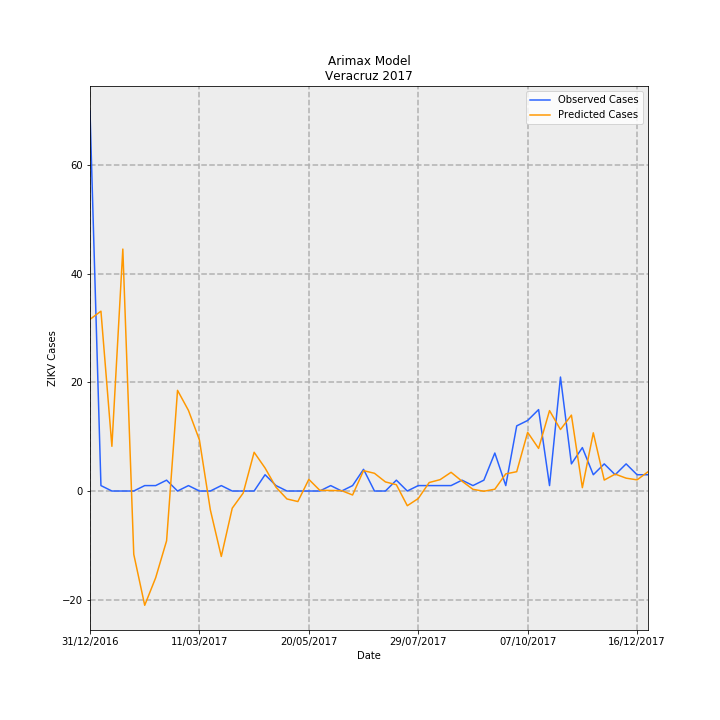 Arimax Model
Veracruz 2017
Observed Cases
Predicted Cases
ZIKV Cases
60
40
20
0
−20
31/12/2016
11/03/2017
20/05/2017
29/07/2017
07/10/2017
16/12/2017
Date